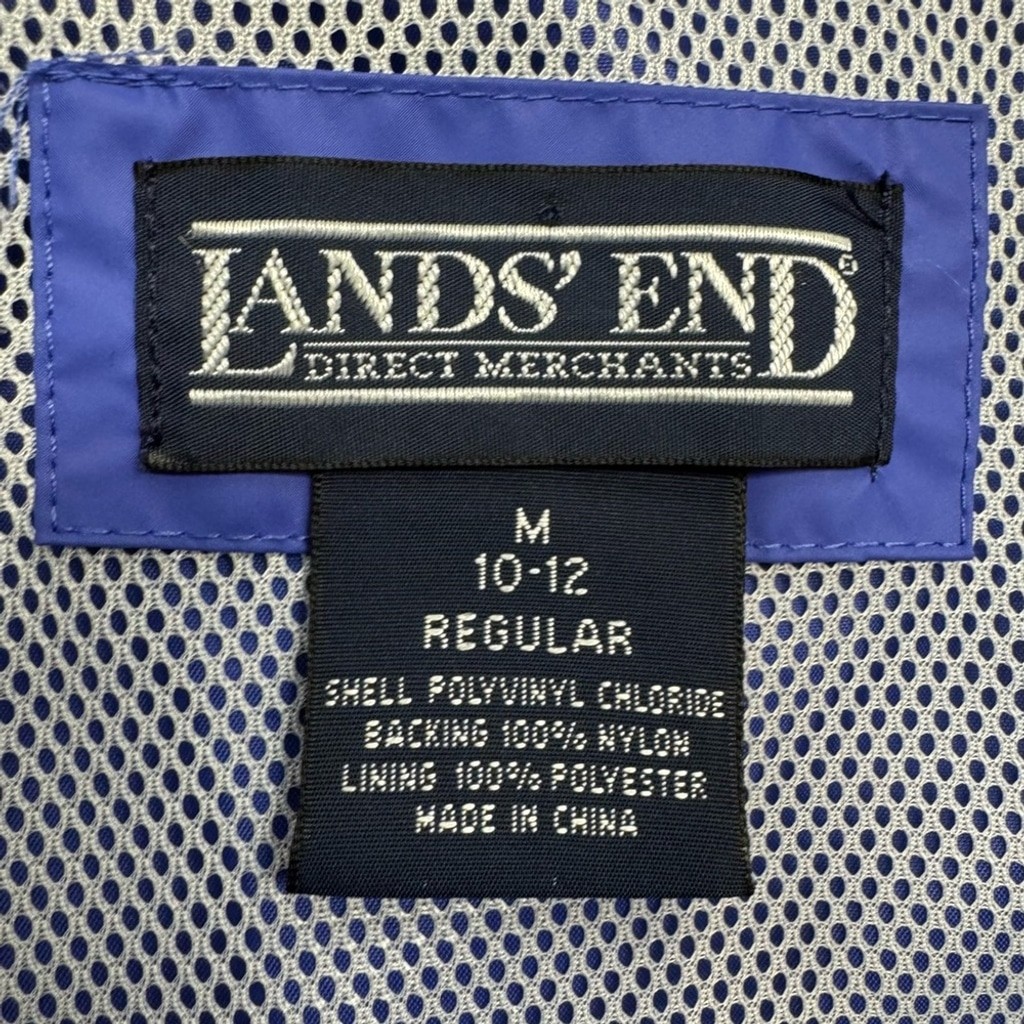 LANDS' END®
DIRECT MERCHANTS
M
10-12
REGULAR
SHELL POLYVINYL CHLORIDE
BACKING 100% NYLON
LINING 100% POLYESTER
MADE IN CHINA